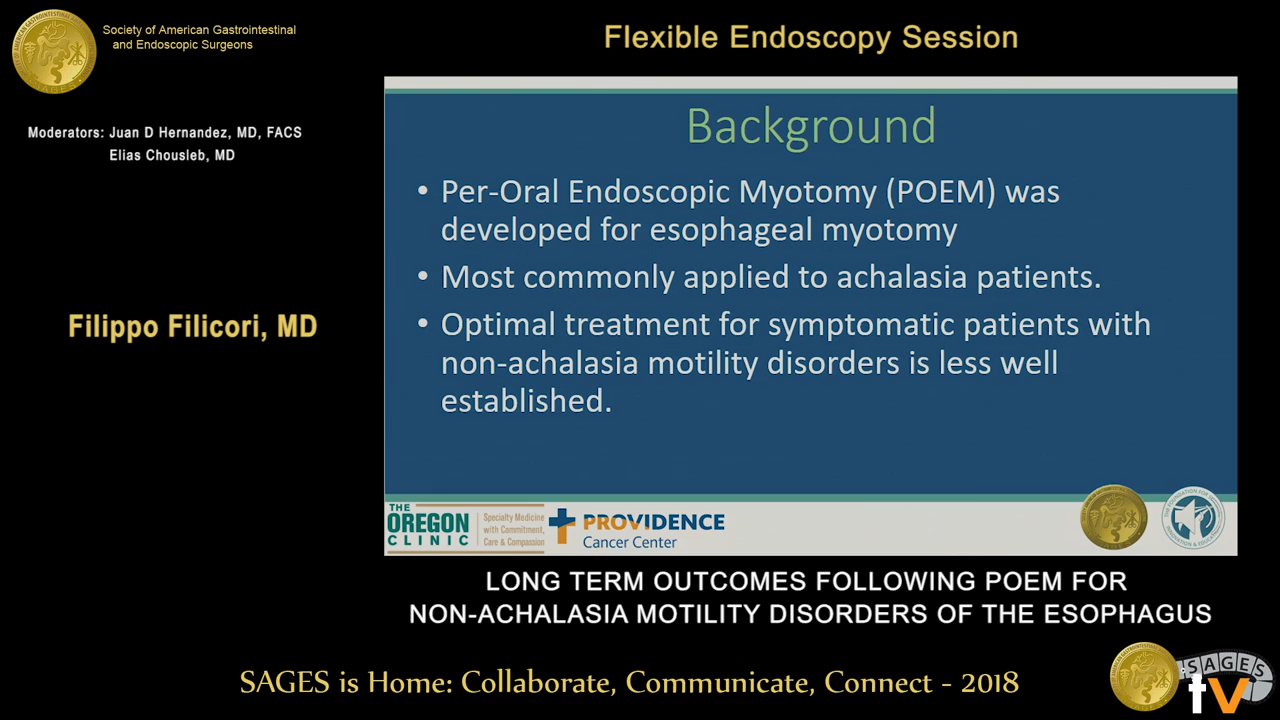 Society of American Gastrointestinal
and Endoscopic Surgeons
Flexible Endoscopy Session
Moderators: Juan D Hernandez, MD, FACS
Elias Chousleb, MD
Filippo Filicori, MD
Background
• Per-Oral Endoscopic Myotomy (POEM) was
developed for esophageal myotomy
• Most commonly applied to achalasia patients.
• Optimal treatment for symptomatic patients with
non-achalasia motility disorders is less well
established.
THE
OREGON
CLINIC
Specialty Medicine
with Commitment,
Care & Compassion
PROVIDENCE
Cancer Center
LONG TERM OUTCOMES FOLLOWING POEM FOR
NON-ACHALASIA MOTILITY DISORDERS OF THE ESOPHAGUS
SAGES is Home: Collaborate, Communicate, Connect - 2018
SAGES
tv